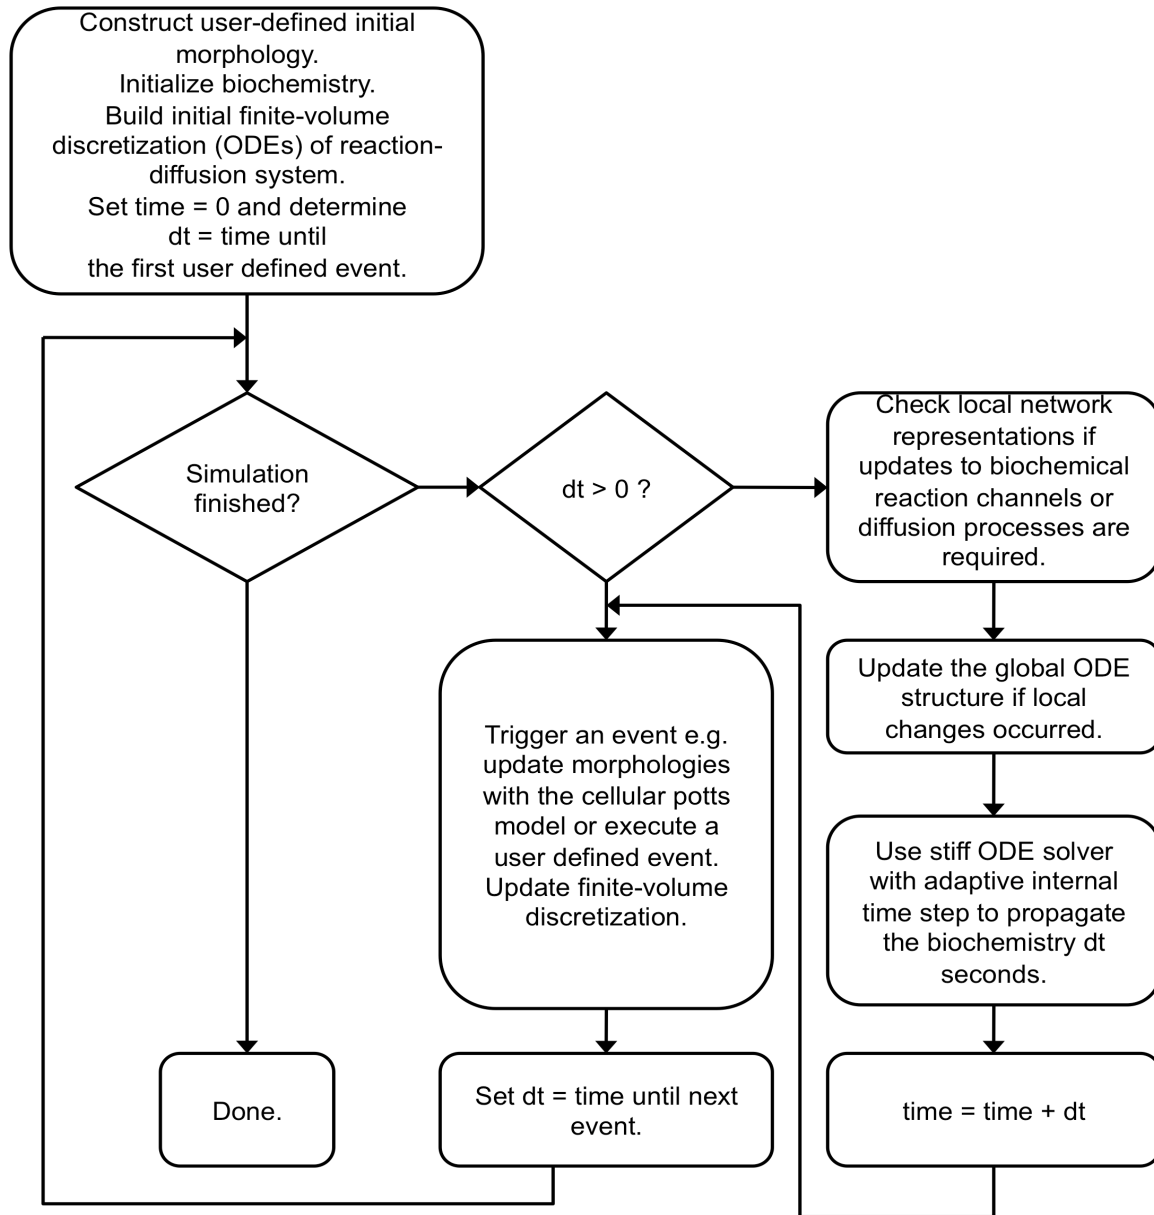 Construct user-defined initial
morphology.
Initialize biochemistry.
Build initial finite-volume
discretization (ODEs) of reaction-
diffusion system.
Set time = 0 and determine
dt = time until
the first user defined event.
Simulation
finished?
dt > 0 ?
Check local network
representations if
updates to biochemical
reaction channels or
diffusion processes are
required.
Update the global ODE
structure if local
changes occurred.
Trigger an event e.g.
update morphologies
with the cellular potts
model or execute a
user defined event.
Update finite-volume
discretization.
Use stiff ODE solver
with adaptive internal
time step to propagate
the biochemistry dt
seconds.
Done.
Set dt = time until next
event.
time = time + dt